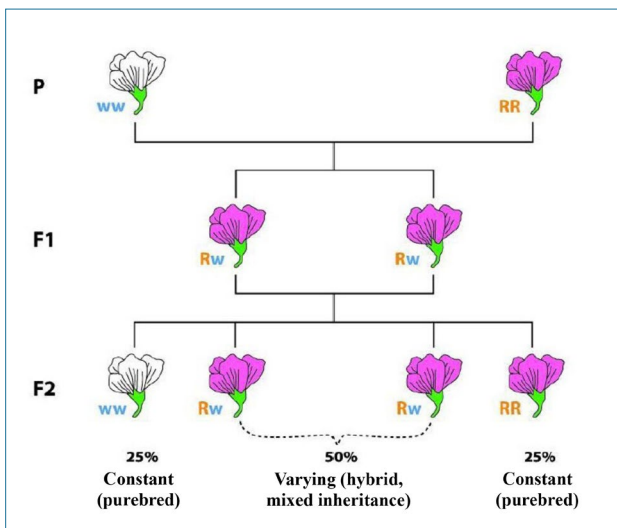 P
ww
RR
F1
Rw
Rw
F2
ww
Rw
Rw
RR
25%
50%
25%
Constant
(purebred)
Varying (hybrid,
mixed inheritance)
Constant
(purebred)